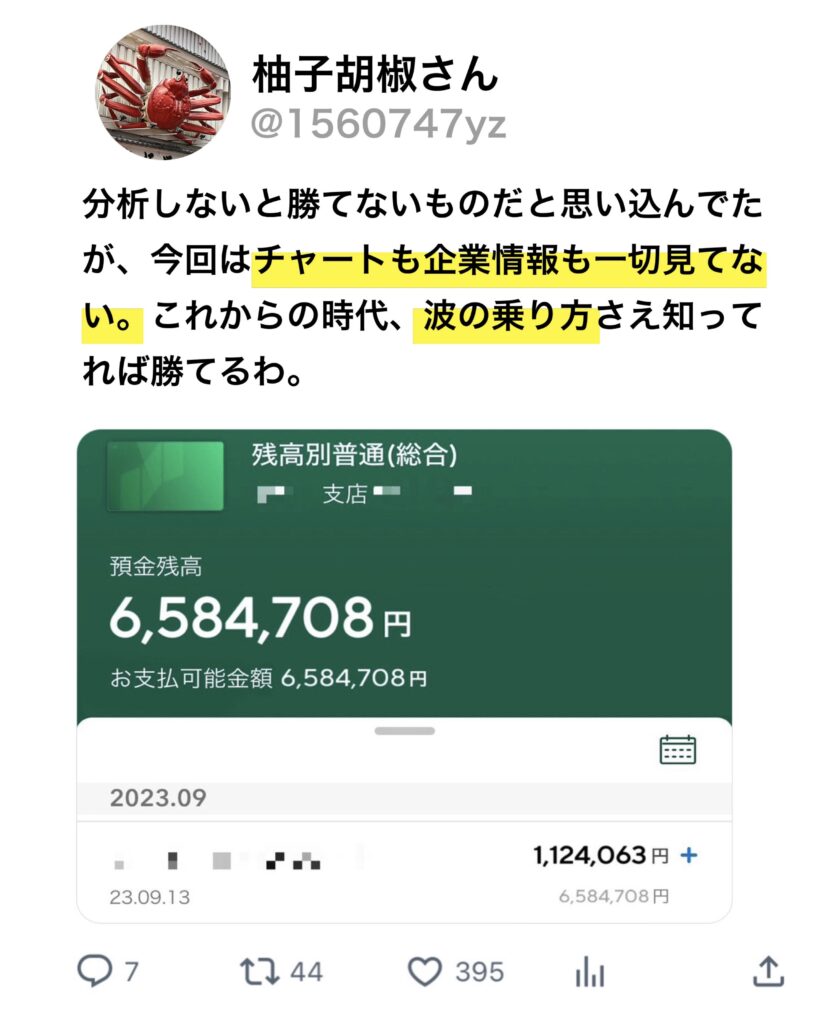 柚子胡椒さん
@1560747yz
分析しないと勝てないものだと思い込んでた
が、今回はチャートも企業情報も一切見てな
い。これからの時代、波の乗り方さえ知って
れば勝てるわ。
残高別普通(総合)
支店
預金残高
6,584,708円
お支払可能金額 6,584,708円
2023.09
1,124,063円 +
23.09.13
6,584,708円
7
44
395